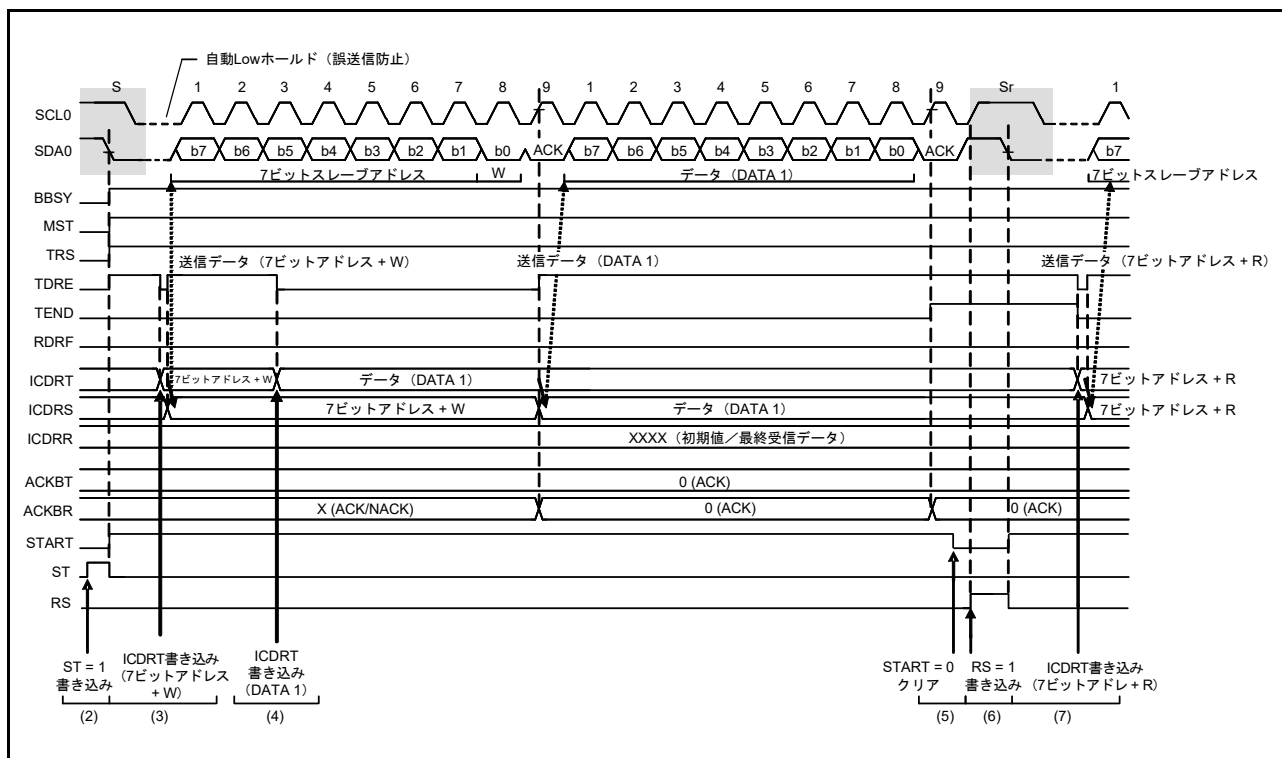 自動Lowホールド（誤送信防止）
S 1 2 3 4 5 6 7 8 9 1 2 3 4 5 6 7 8 9 Sr 1
SCL0
SDA0 b7 b6 b5 b4 b3 b2 b1 b0 ACK b7 b6 b5 b4 b3 b2 b1 b0 ACK b7
7ビットスレーブアドレス W データ（DATA 1） 7ビットスレーブアドレス
BBSY
MST
TRS
送信データ（7ビットアドレス + W） 送信データ（DATA 1） 送信データ（7ビットアドレス + R）
TDRE
TEND
RDRF
ICDRT 7ビットアドレス + W データ（DATA 1） 7ビットアドレス + R
ICDRS 7ビットアドレス + W データ（DATA 1） 7ビットアドレス + R
ICDRR XXXX（初期値／最終受信データ）
ACKBT 0 (ACK)
ACKBR X (ACK/NACK) 0 (ACK) 0 (ACK)
START
ST
RS
ST = 1
書き込み
ICDRT書き込み
（7ビットアドレス
+ W）
ICDRT
書き込み
（DATA 1）
START = 0
クリア
RS = 1
書き込み
ICDRT書き込み
（7ビットアドレ + R）
(2) (3) (4) (5) (6) (7)